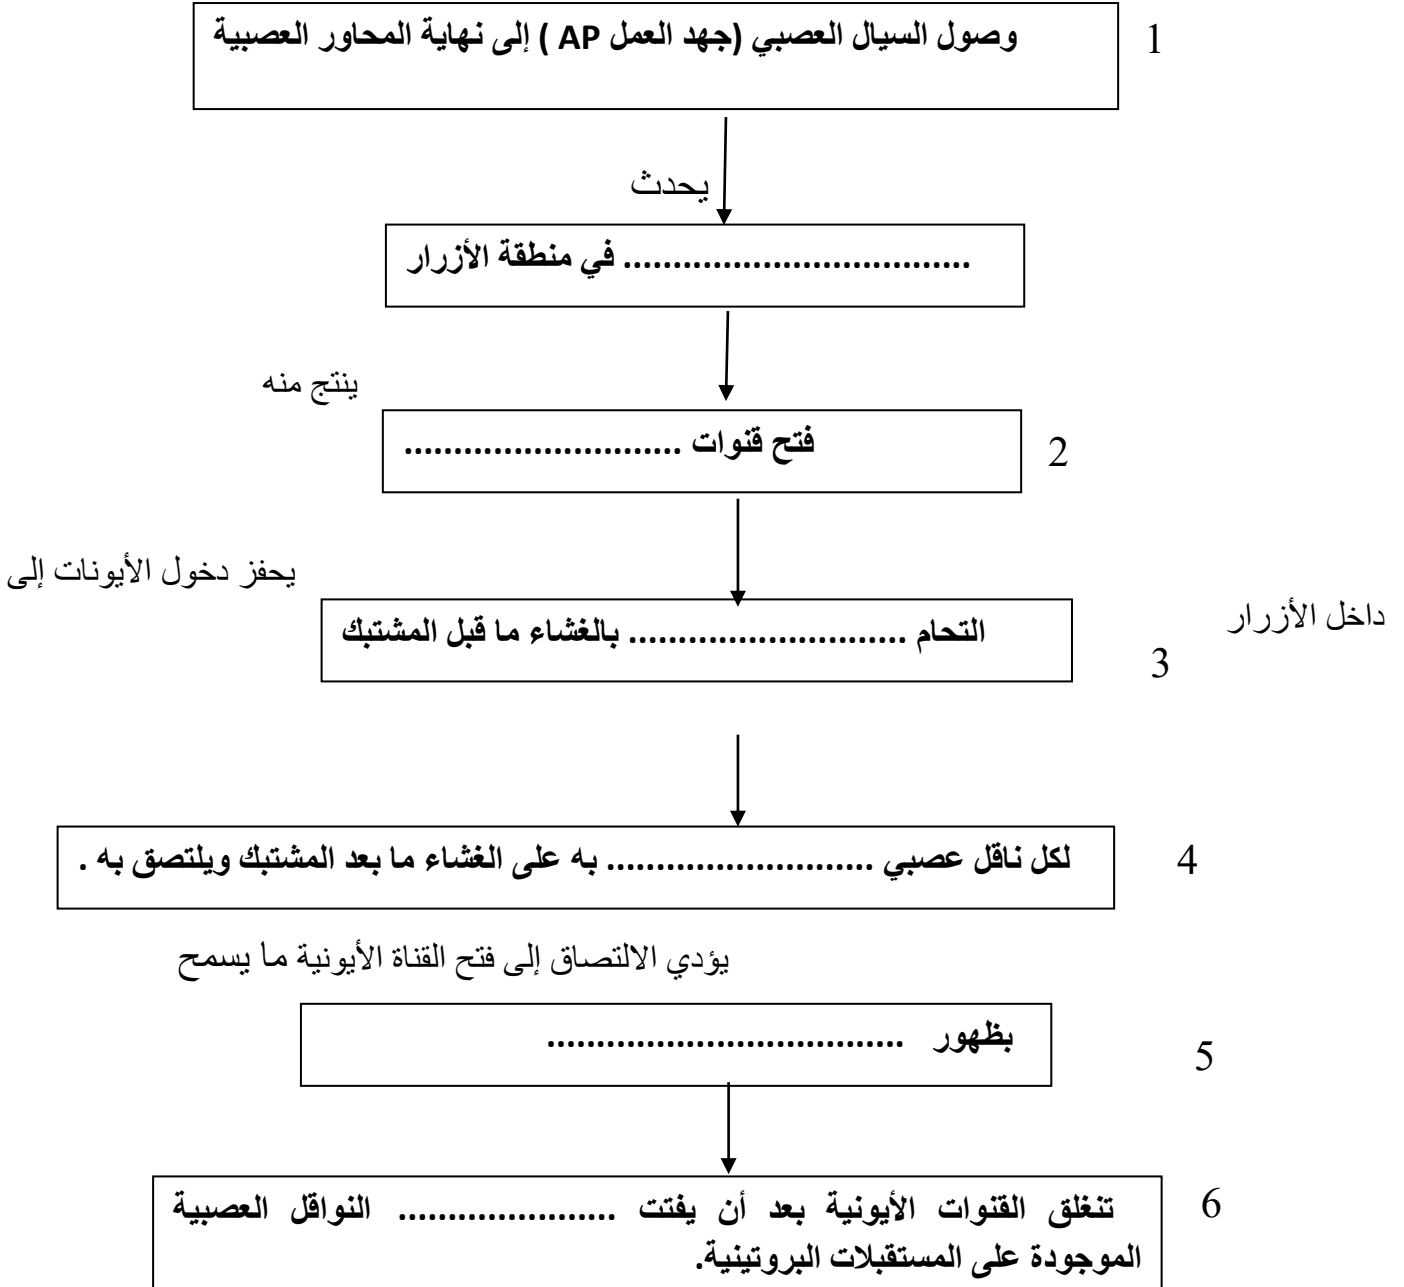 وصول السيال العصبي (جهد العمل AP ) إلى نهاية المحاور العصبية
1
يحدث
................................... في منطقة الأزرار
ينتج منه
فتح قنوات ............................
2
يحفز دخول الأيونات إلى
داخل الأزرار
التحام ............................ بالغشاء ما قبل المشتبك
3
لكل ناقل عصبي ........................... به على الغشاء ما بعد المشتبك ويلتصق به .
4
يؤدي الالتصاق إلى فتح القناة الأيونية ما يسمح
بظهور ....................................
5
تنغلق القنوات الأيونية بعد أن يفتت ...................... النواقل العصبية
6
الموجودة على المستقبلات البروتينية.